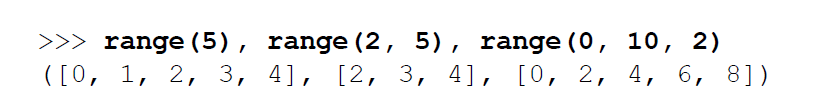 >>> range(5), range(2, 5), range(0, 10, 2)
([0, 1, 2, 3, 4], [2, 3, 4], [0, 2, 4, 6, 8])